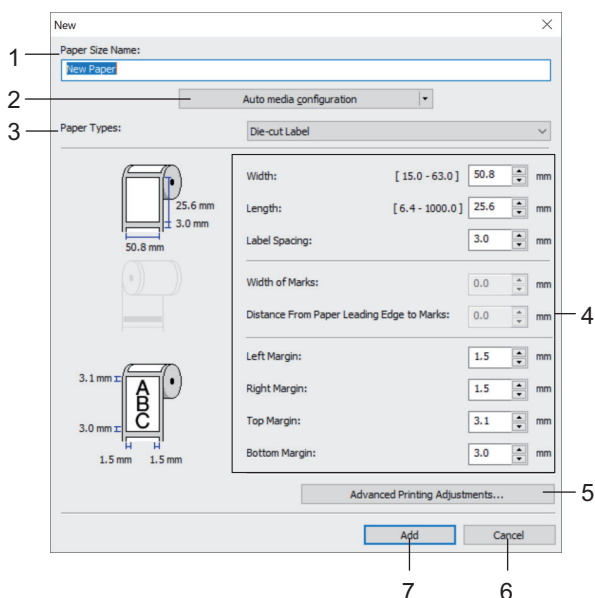 New
1 Paper Size Name:
New Paper
2 Auto media configuration
3 Paper Types: Die-cut Label
25.6 mm
3.0 mm
50.8 mm
Width: [ 15.0 - 63.0 ] 50.8 mm
Length: [ 6.4 - 1000.0 ] 25.6 mm
Label Spacing: 3.0 mm
Width of Marks: 0.0 mm
Distance From Paper Leading Edge to Marks: 0.0 mm 4
3.1 mm
A
B
C
3.0 mm
1.5 mm 1.5 mm
Left Margin: 1.5 mm
Right Margin: 1.5 mm
Top Margin: 3.1 mm
Bottom Margin: 3.0 mm
Advanced Printing Adjustments... 5
Add Cancel
7 6